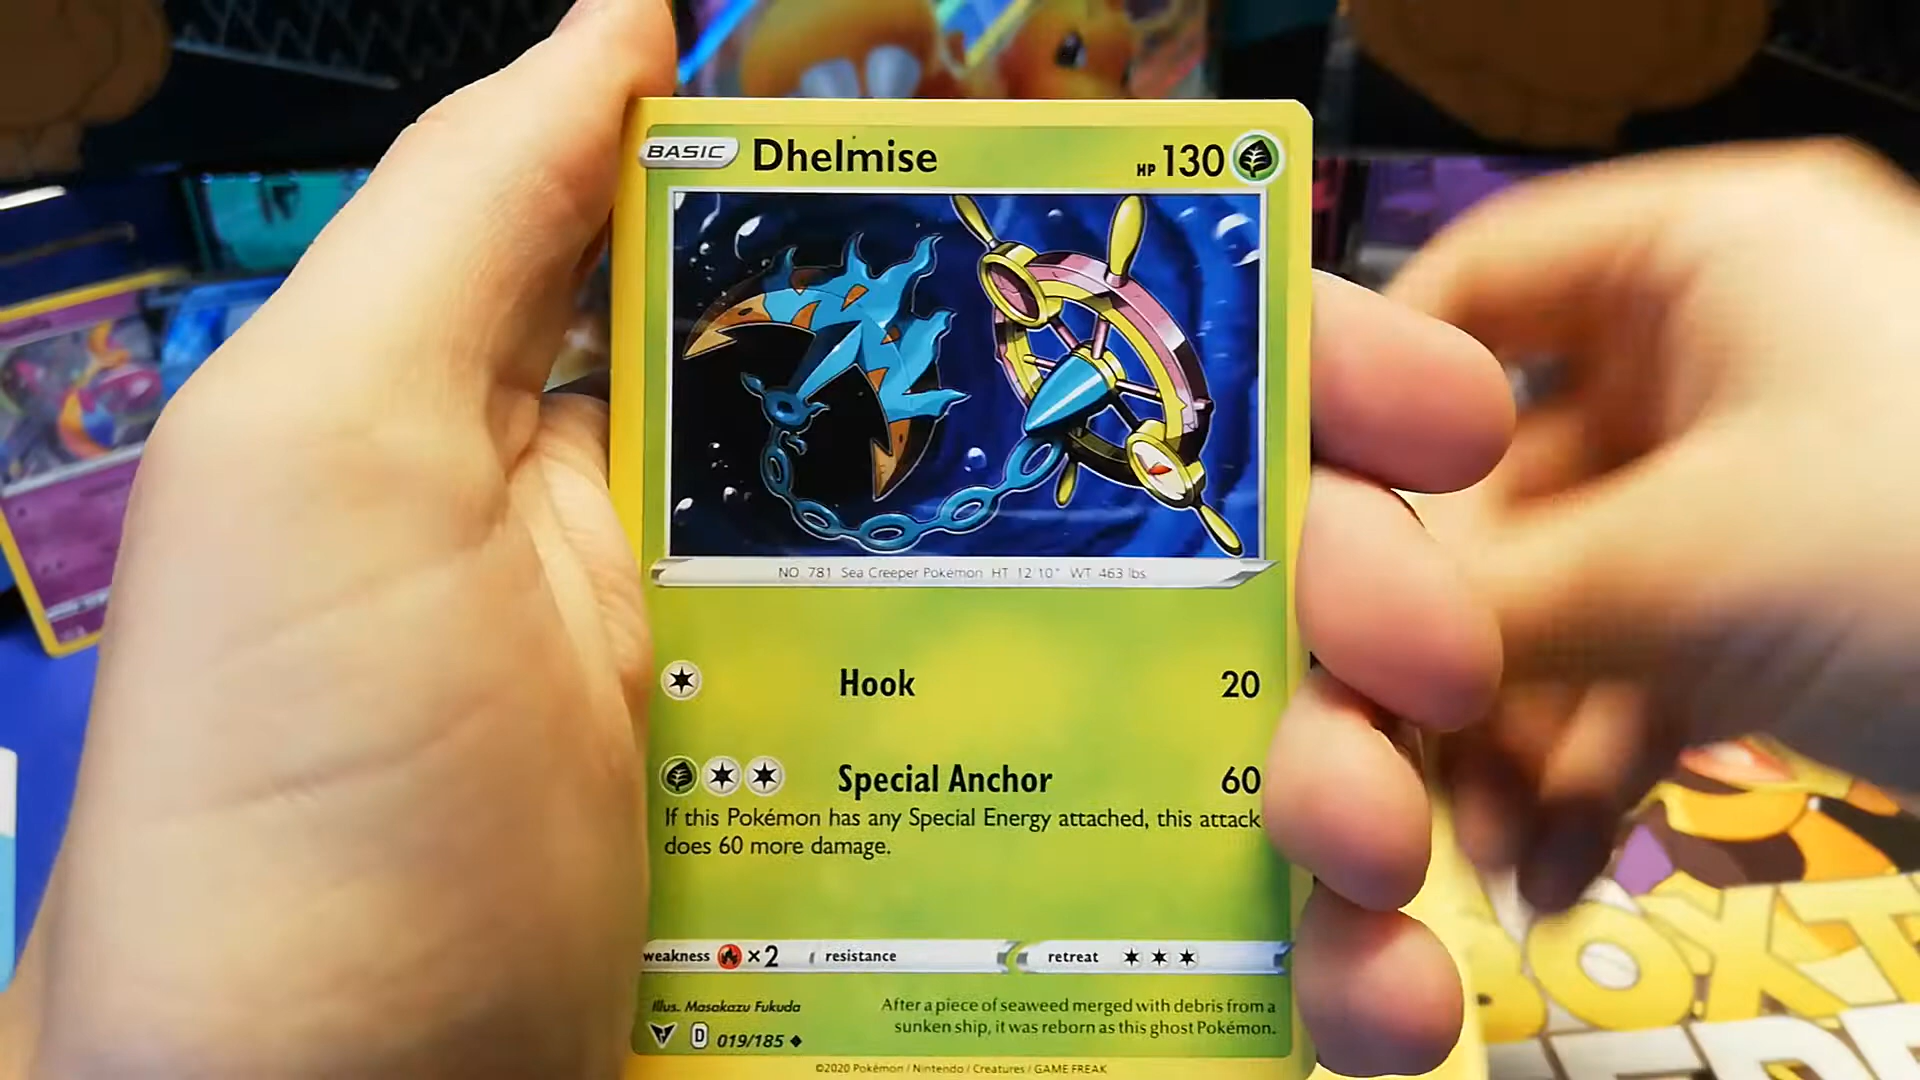 BASIC Dhelmise HP 130
NO. 781 Sea Creeper Pokémon HT 12'10" WT 463 lbs.
Hook 20
Special Anchor 60
If this Pokémon has any Special Energy attached, this attack
does 60 more damage.
weakness ×2 resistance retreat
Illus. Masakazu Fukuda
After a piece of seaweed merged with debris from a
sunken ship, it was reborn as this ghost Pokémon.
D 019/185
©2020 Pokémon / Nintendo / Creatures / GAME FREAK